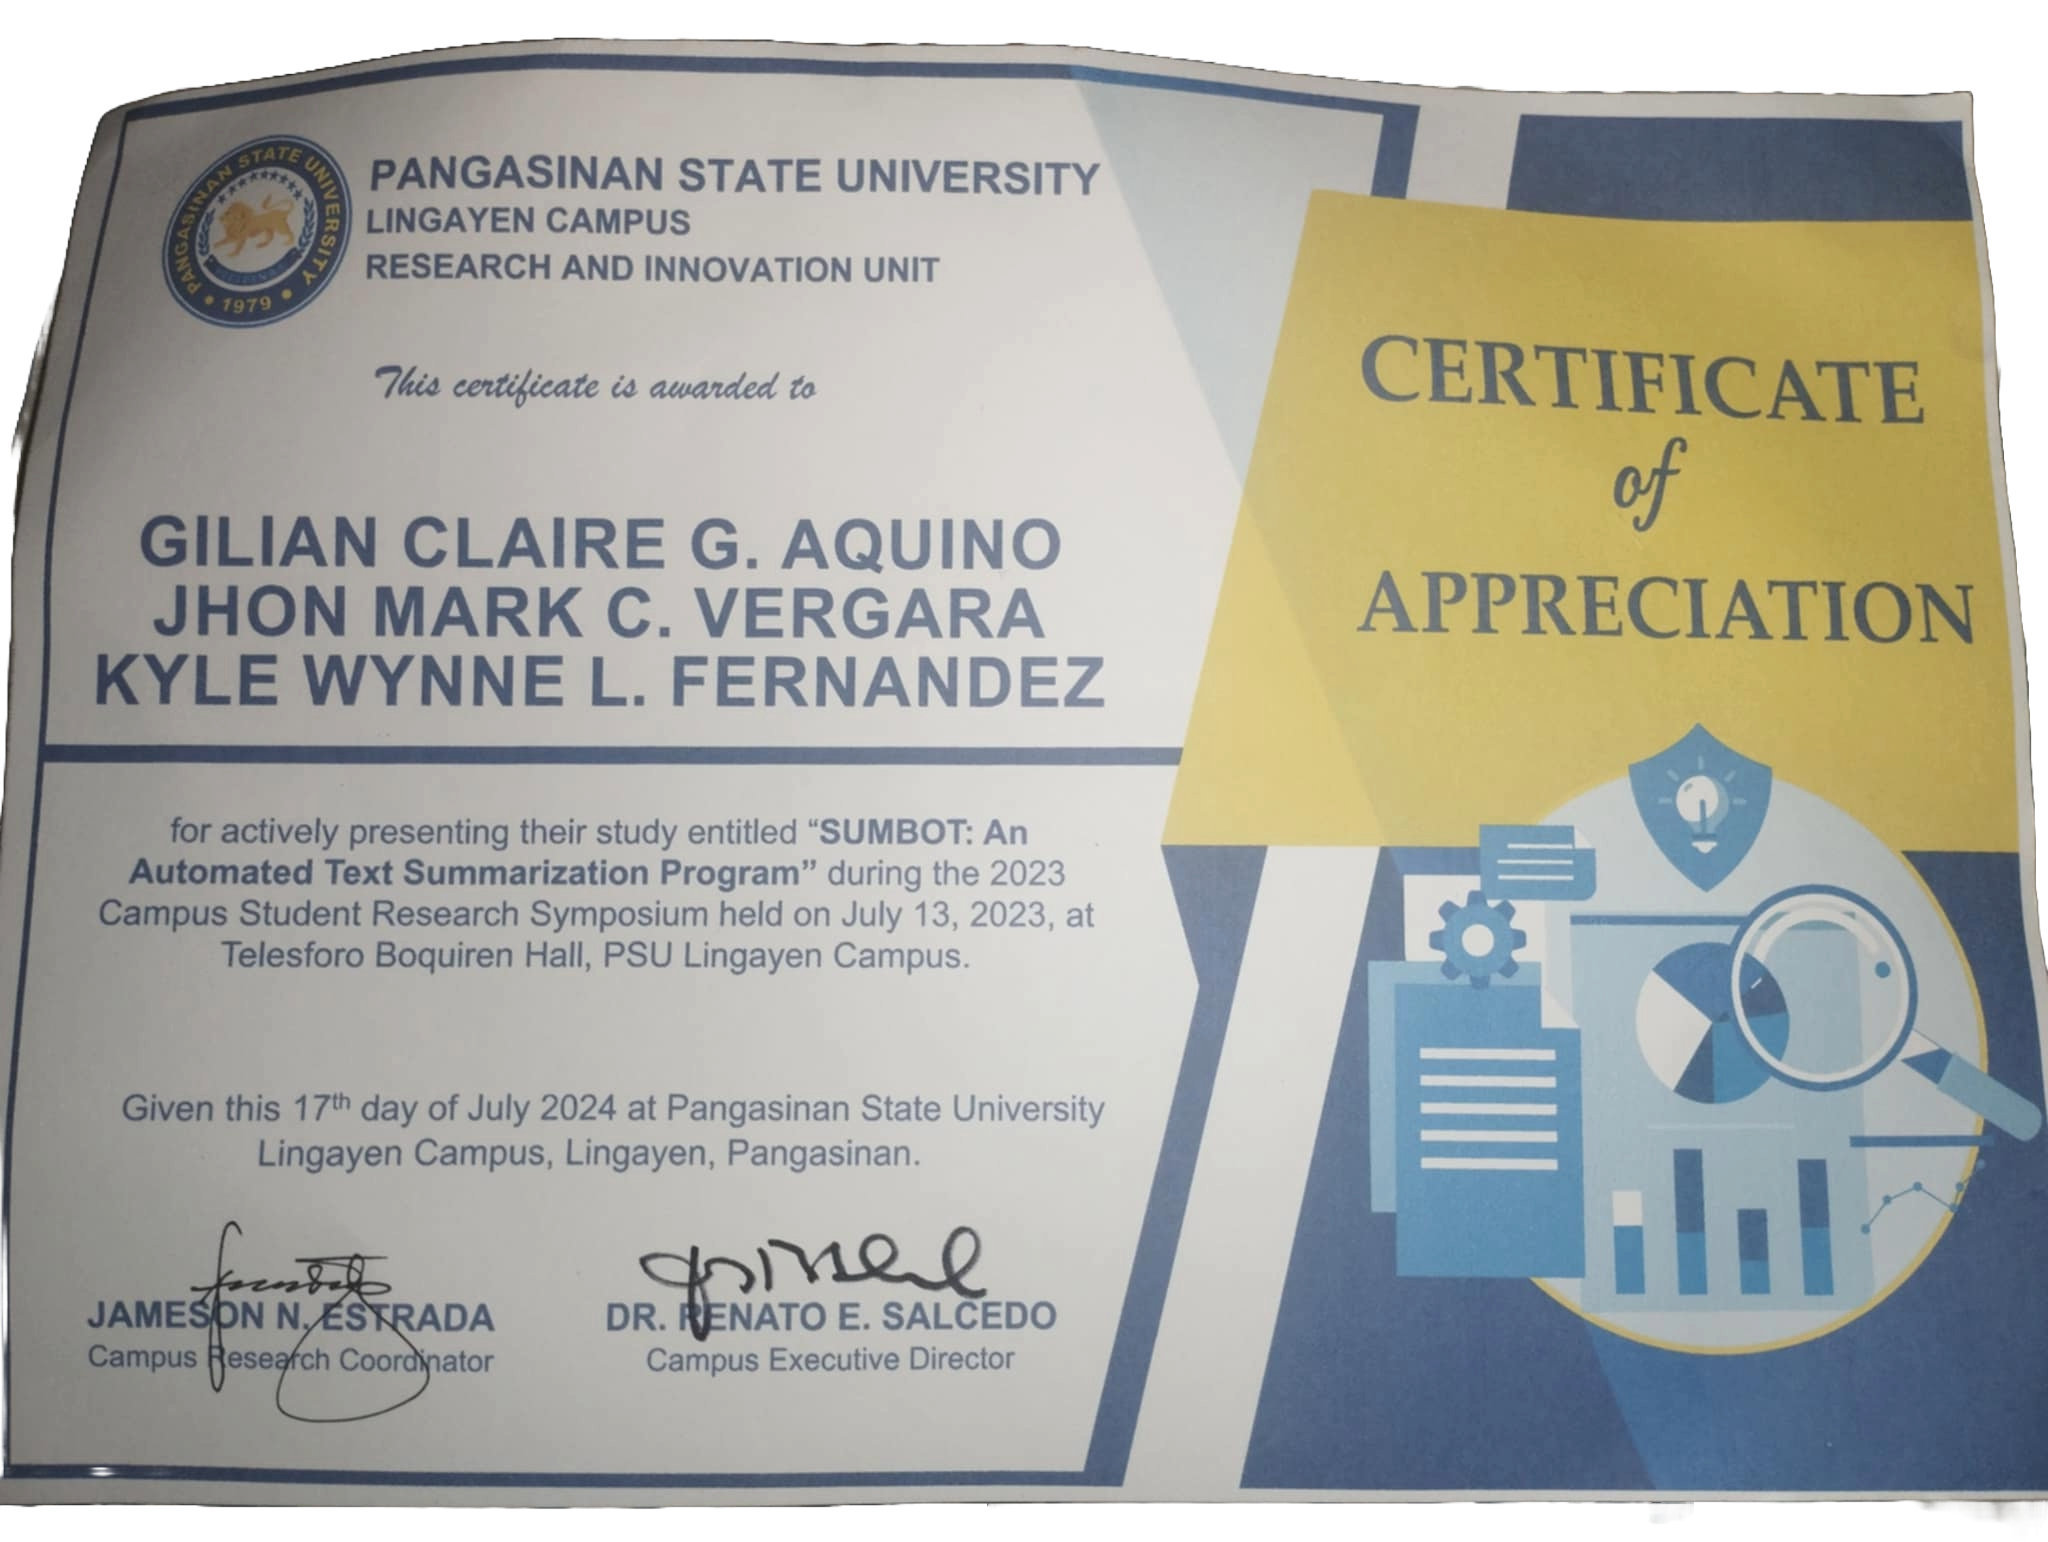 PANGASINAN STATE UNIVERSITY
1979
PANGASINAN STATE UNIVERSITY
LINGAYEN CAMPUS
RESEARCH AND INNOVATION UNIT
This certificate is awarded to
GILIAN CLAIRE G. AQUINO
JHON MARK C. VERGARA
KYLE WYNNE L. FERNANDEZ
CERTIFICATE
of
APPRECIATION
for actively presenting their study entitled “SUMBOT: An
Automated Text Summarization Program” during the 2023
Campus Student Research Symposium held on July 13, 2023, at
Telesforo Boquiren Hall, PSU Lingayen Campus.
Given this 17th day of July 2024 at Pangasinan State University
Lingayen Campus, Lingayen, Pangasinan.
JAMESON N. ESTRADA
Campus Research Coordinator
DR. RENATO E. SALCEDO
Campus Executive Director